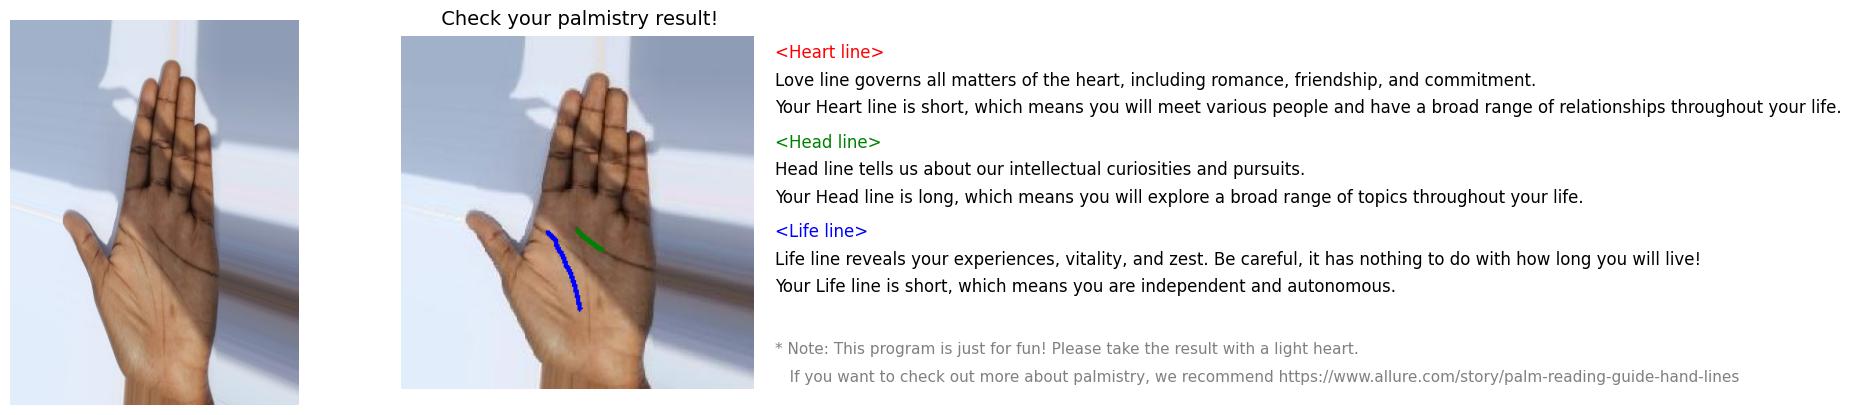 Check your palmistry result!
<Heart line>
Love line governs all matters of the heart, including romance, friendship, and commitment.
Your Heart line is short, which means you will meet various people and have a broad range of relationships throughout your life.
<Head line>
Head line tells us about our intellectual curiosities and pursuits.
Your Head line is long, which means you will explore a broad range of topics throughout your life.
<Life line>
Life line reveals your experiences, vitality, and zest. Be careful, it has nothing to do with how long you will live!
Your Life line is short, which means you are independent and autonomous.
* Note: This program is just for fun! Please take the result with a light heart.
If you want to check out more about palmistry, we recommend https://www.allure.com/story/palm-reading-guide-hand-lines